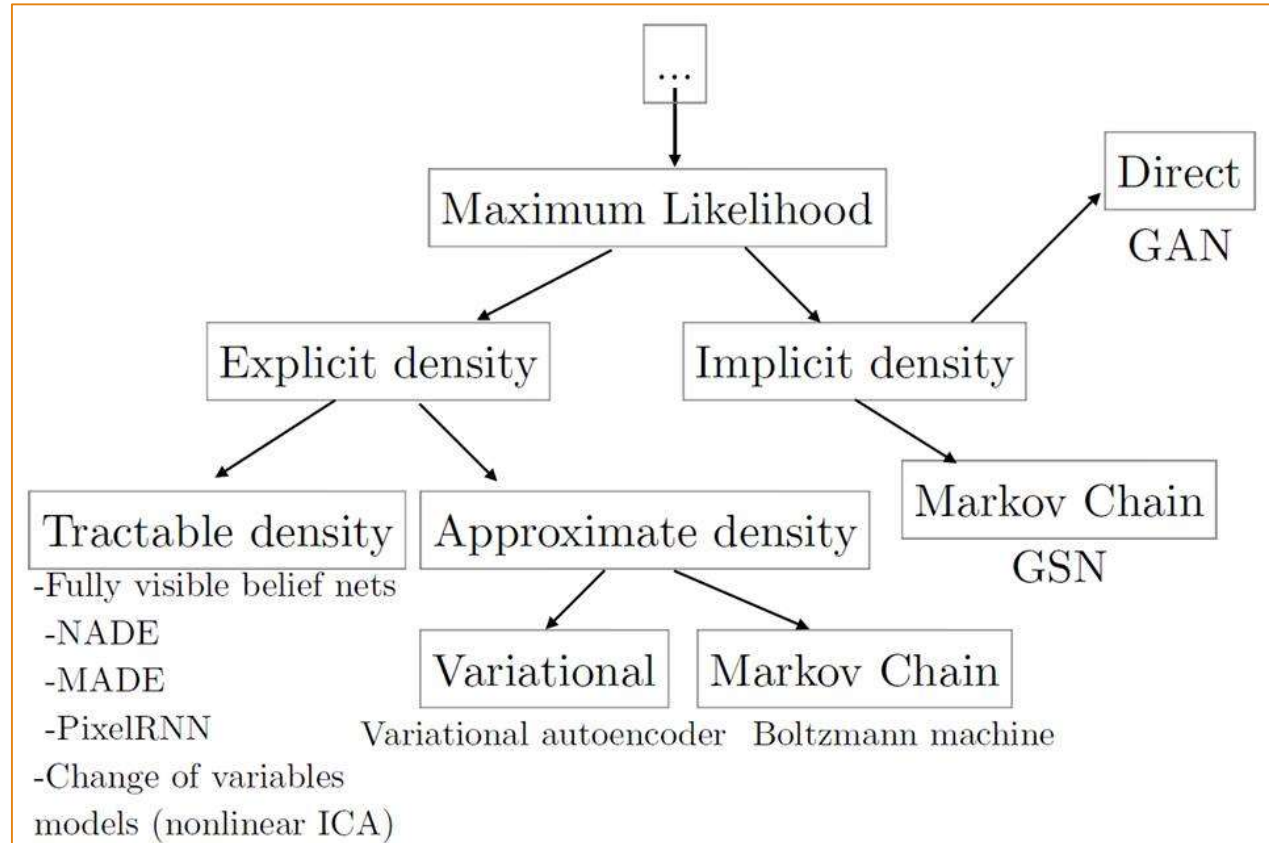 ...
Maximum Likelihood
Direct
GAN
Explicit density
Implicit density
Tractable density
-Fully visible belief nets
-NADE
-MADE
-PixelRNN
-Change of variables
models (nonlinear ICA)
Approximate density
Variational
Variational autoencoder
Markov Chain
Boltzmann machine
Markov Chain
GSN